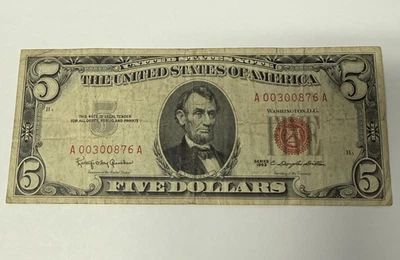 UNITED STATES NOTE
5 THE UNITED STATES OF AMERICA 5
A 00300876 A
WASHINGTON, D.C.
THIS NOTE IS LEGAL TENDER
FOR ALL DEBTS, PUBLIC AND PRIVATE
A 00300876 A
SERIES
1963
5 FIVE DOLLARS 5